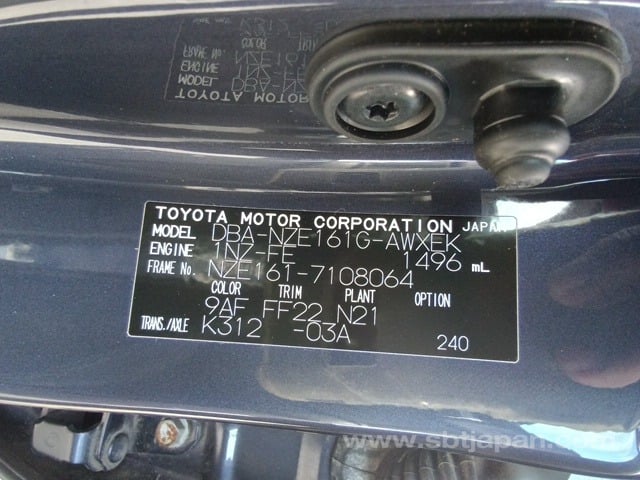 TOYOTA MOTOR CORPORATION JAPAN
MODEL DBA-NZE161G-AWXEK
ENGINE 1NZ-FE 1496 mL
FRAME No. NZE161-7108064
COLOR TRIM PLANT OPTION
9AF FF22 N21
TRANS./AXLE K312 -03A 240
www.sbtjapan.com